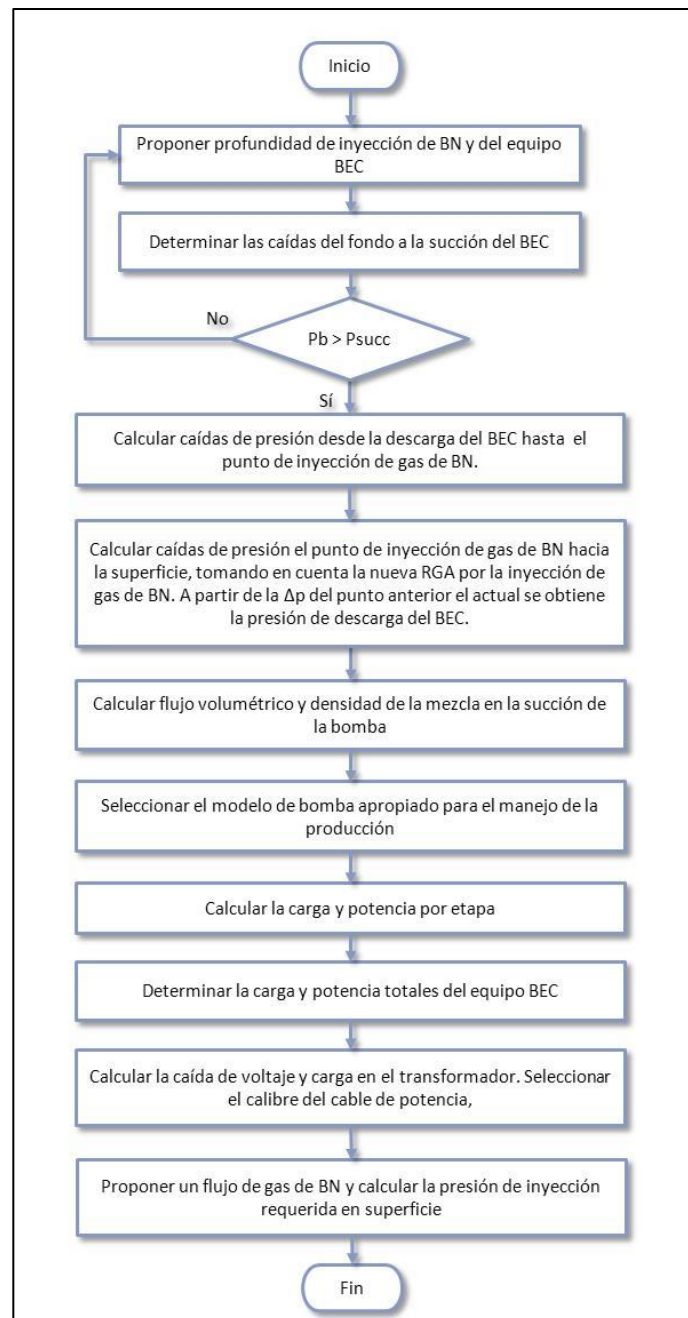 Inicio
Proponer profundidad de inyección de BN y del equipo
BEC
Determinar las caídas del fondo a la succión del BEC
No
Pb > Psucc
Sí
Calcular caídas de presión desde la descarga del BEC hasta el
punto de inyección de gas de BN.
Calcular caídas de presión el punto de inyección de gas de BN hacia
la superficie, tomando en cuenta la nueva RGA por la inyección de
gas de BN. A partir de la Δp del punto anterior el actual se obtiene
la presión de descarga del BEC.
Calcular flujo volumétrico y densidad de la mezcla en la succión de
la bomba
Seleccionar el modelo de bomba apropiado para el manejo de la
producción
Calcular la carga y potencia por etapa
Determinar la carga y potencia totales del equipo BEC
Calcular la caída de voltaje y carga en el transformador. Seleccionar
el calibre del cable de potencia,
Proponer un flujo de gas de BN y calcular la presión de inyección
requerida en superficie
Fin